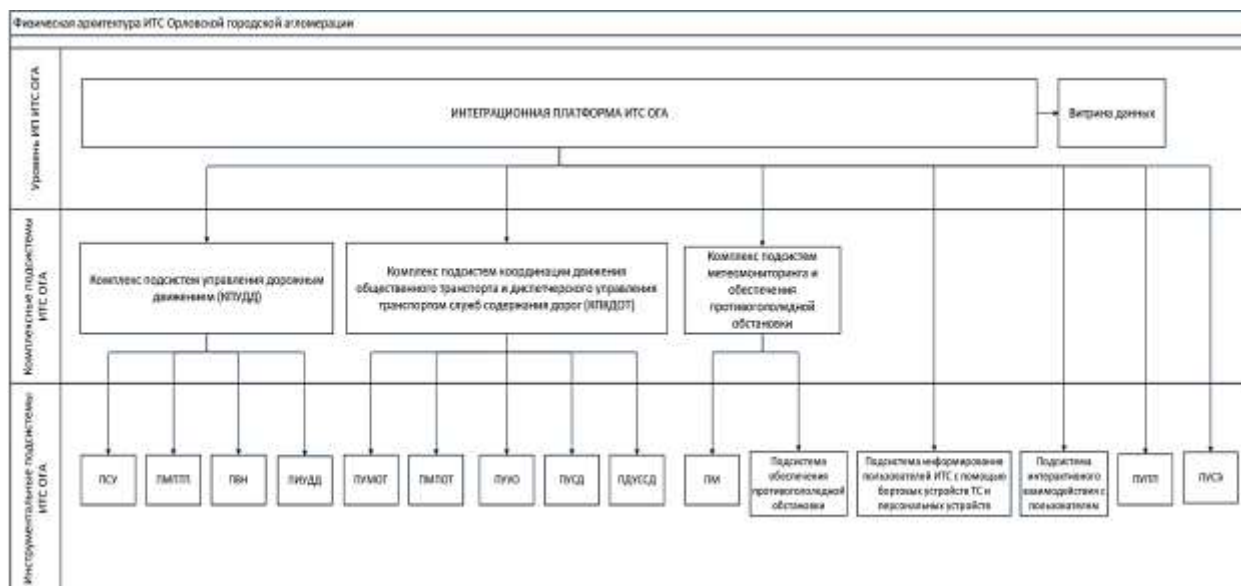 Физическая архитектура ИТС Орловской городской агломерации
Уровень ИП ИТС ОГА
ИНТЕГРАЦИОННАЯ ПЛАТФОРМА ИТС ОГА
Витрина данных
Комплексные подсистемы
ИТС ОГА
Комплекс подсистем управления дорожным
движением (КПУДД)
Комплекс подсистем координации движения
общественного транспорта и диспетчерского управления
транспортом служб содержания дорог (КПКДОТ)
Комплекс подсистем
метеомониторинга и
обеспечения
противогололедной
обстановки
Инструментальные подсистемы
ИТС ОГА
ПСУ
ПМПТП
ПВН
ПИУДД
ПУМОТ
ПМПОТ
ПУУО
ПУСД
ПДУССД
ПМ
Подсистема
обеспечения
противогололедной
обстановки
Подсистема информирования
пользователей ИТС с помощью
бортовых устройств ТС и
персональных устройств
Подсистема
интерактивного
взаимодействия с
пользователем
ПУПП
ПУСЭ